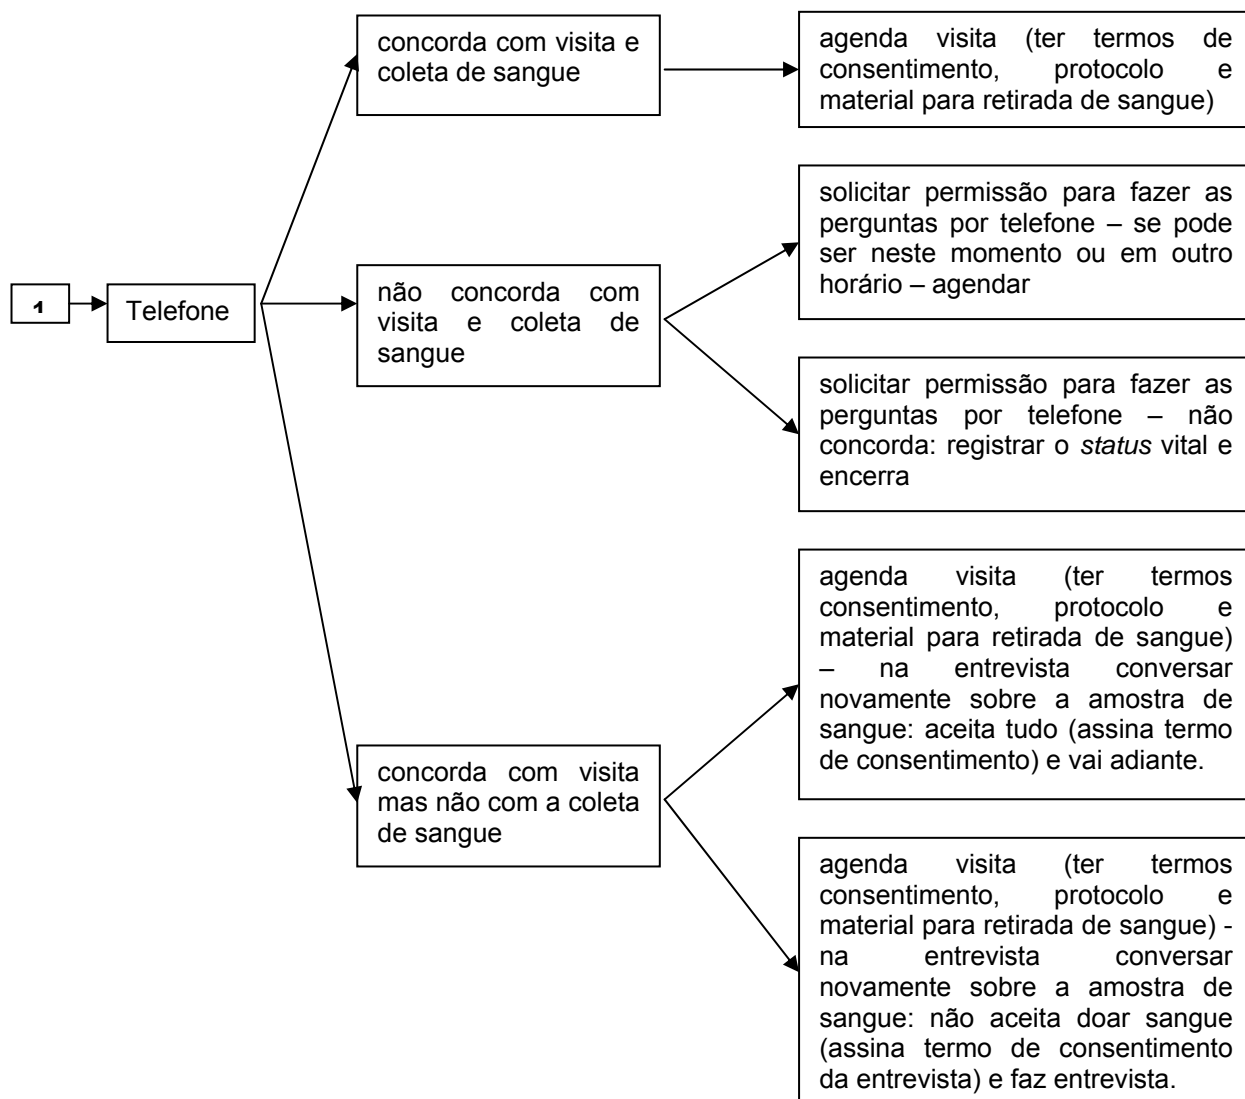 concorda com visita e
coleta de sangue
agenda visita (ter termos de
consentimento, protocolo e
material para retirada de sangue)
1
Telefone
não concorda com
visita e coleta de
sangue
solicitar permissão para fazer as
perguntas por telefone – se pode
ser neste momento ou em outro
horário – agendar
solicitar permissão para fazer as
perguntas por telefone – não
concorda: registrar o status vital e
encerra
concorda com visita
mas não com a coleta
de sangue
agenda visita (ter termos
consentimento, protocolo e
material para retirada de sangue)
– na entrevista conversar
novamente sobre a amostra de
sangue: aceita tudo (assina termo
de consentimento) e vai adiante.
agenda visita (ter termos
consentimento, protocolo e
material para retirada de sangue) -
na entrevista conversar
novamente sobre a amostra de
sangue: não aceita doar sangue
(assina termo de consentimento
da entrevista) e faz entrevista.